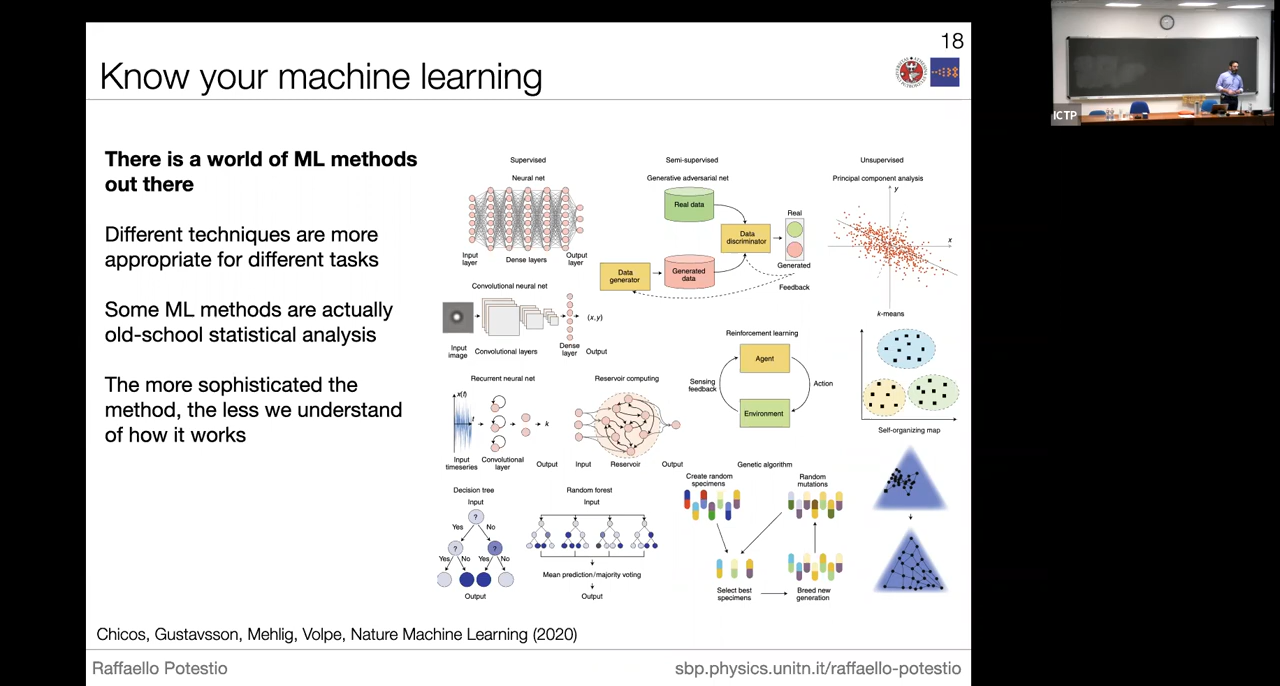 18
Know your machine learning
ICTP
There is a world of ML methods
out there
Different techniques are more
appropriate for different tasks
Some ML methods are actually
old-school statistical analysis
The more sophisticated the
method, the less we understand
of how it works
Supervised
Neural net
Input
layer
Dense layers
Output
layer
Convolutional neural net
(x,y)
Input
image
Convolutional layers
Dense
layer
Output
Recurrent neural net
x(t)
t
k
Input
timeseries
Convolutional
layer
Output
Reservoir computing
Input
Reservoir
Output
Decision tree
Input
?
Yes
No
?
?
Yes
No
Yes
No
Output
Random forest
Input
Mean prediction/majority voting
Output
Semi-supervised
Generative adversarial net
Real data
Real
Data
discriminator
Generated
Data
generator
Generated
data
Feedback
Reinforcement learning
Agent
Sensing
feedback
Action
Environment
Genetic algorithm
Create random
specimens
Random
mutations
Select best
specimens
Breed new
generation
Unsupervised
Principal component analysis
y
x
k-means
Self-organizing map
Chicos, Gustavsson, Mehlig, Volpe, Nature Machine Learning (2020)
Raffaello Potestio
sbp.physics.unitn.it/raffaello-potestio